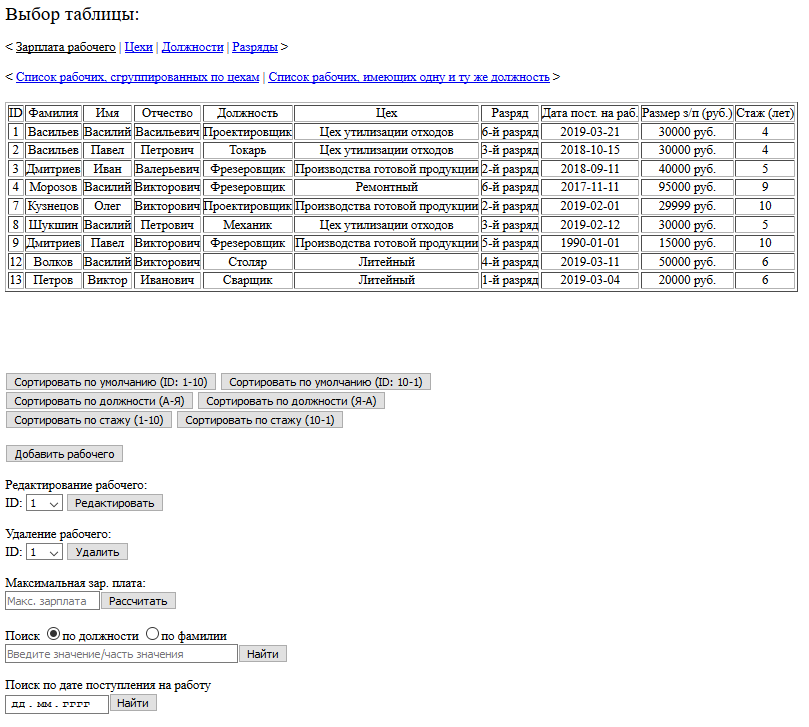 Выбор таблицы:
< Зарплата рабочего | Цехи | Должности | Разряды >
< Список рабочих, сгруппированных по цехам | Список рабочих, имеющих одну и ту же должность >
ID Фамилия Имя Отчество Должность Цех Разряд Дата пост. на раб. Размер з/п (руб.) Стаж (лет)
1 Васильев Василий Васильевич Проектировщик Цех утилизации отходов 6-й разряд 2019-03-21 30000 руб. 4
2 Васильев Павел Петрович Токарь Цех утилизации отходов 3-й разряд 2018-10-15 30000 руб. 4
3 Дмитриев Иван Валерьевич Фрезеровщик Производства готовой продукции 2-й разряд 2018-09-11 40000 руб. 5
4 Морозов Василий Викторович Фрезеровщик Ремонтный 6-й разряд 2017-11-11 95000 руб. 9
7 Кузнецов Олег Викторович Проектировщик Производства готовой продукции 2-й разряд 2019-02-01 29999 руб. 10
8 Шукшин Василий Петрович Механик Цех утилизации отходов 3-й разряд 2019-02-12 30000 руб. 5
9 Дмитриев Павел Викторович Фрезеровщик Производства готовой продукции 5-й разряд 1990-01-01 15000 руб. 10
12 Волков Василий Викторович Столяр Литейный 4-й разряд 2019-03-11 50000 руб. 6
13 Петров Виктор Иванович Сварщик Литейный 1-й разряд 2019-03-04 20000 руб. 6
Сортировать по умолчанию (ID: 1-10) Сортировать по умолчанию (ID: 10-1)
Сортировать по должности (А-Я) Сортировать по должности (Я-А)
Сортировать по стажу (1-10) Сортировать по стажу (10-1)
Добавить рабочего
Редактирование рабочего:
ID: 1 Редактировать
Удаление рабочего:
ID: 1 Удалить
Максимальная зар. плата:
Макс. зарплата Рассчитать
Поиск по должности по фамилии
Введите значение/часть значения Найти
Поиск по дате поступления на работу
дд.мм.гггг Найти